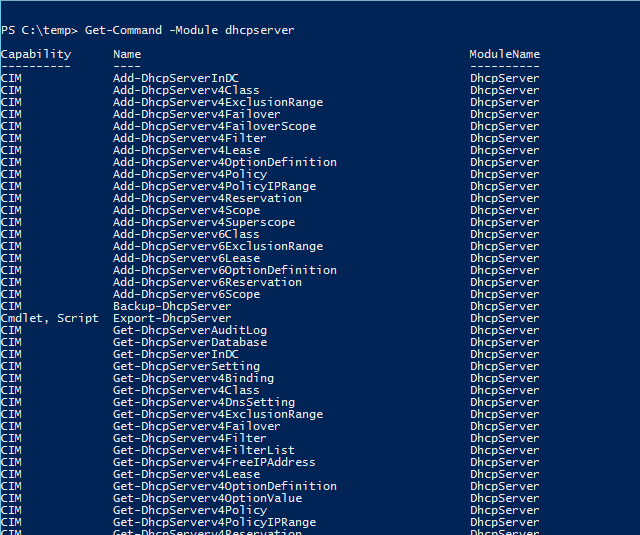 PS C:\temp> Get-Command -Module dhcpserver
Capability Name ModuleName
---------- ---- ----------
CIM Add-DhcpServerInDC DhcpServer
CIM Add-DhcpServerv4Class DhcpServer
CIM Add-DhcpServerv4ExclusionRange DhcpServer
CIM Add-DhcpServerv4Failover DhcpServer
CIM Add-DhcpServerv4FailoverScope DhcpServer
CIM Add-DhcpServerv4Filter DhcpServer
CIM Add-DhcpServerv4Lease DhcpServer
CIM Add-DhcpServerv4OptionDefinition DhcpServer
CIM Add-DhcpServerv4Policy DhcpServer
CIM Add-DhcpServerv4PolicyIPRange DhcpServer
CIM Add-DhcpServerv4Reservation DhcpServer
CIM Add-DhcpServerv4Scope DhcpServer
CIM Add-DhcpServerv4Superscope DhcpServer
CIM Add-DhcpServerv6Class DhcpServer
CIM Add-DhcpServerv6ExclusionRange DhcpServer
CIM Add-DhcpServerv6Lease DhcpServer
CIM Add-DhcpServerv6OptionDefinition DhcpServer
CIM Add-DhcpServerv6Reservation DhcpServer
CIM Add-DhcpServerv6Scope DhcpServer
CIM Backup-DhcpServer DhcpServer
Cmdlet, Script Export-DhcpServer DhcpServer
CIM Get-DhcpServerAuditLog DhcpServer
CIM Get-DhcpServerDatabase DhcpServer
CIM Get-DhcpServerInDC DhcpServer
CIM Get-DhcpServerSetting DhcpServer
CIM Get-DhcpServerv4Binding DhcpServer
CIM Get-DhcpServerv4Class DhcpServer
CIM Get-DhcpServerv4DnsSetting DhcpServer
CIM Get-DhcpServerv4ExclusionRange DhcpServer
CIM Get-DhcpServerv4Failover DhcpServer
CIM Get-DhcpServerv4Filter DhcpServer
CIM Get-DhcpServerv4FilterList DhcpServer
CIM Get-DhcpServerv4FreeIPAddress DhcpServer
CIM Get-DhcpServerv4Lease DhcpServer
CIM Get-DhcpServerv4OptionDefinition DhcpServer
CIM Get-DhcpServerv4OptionValue DhcpServer
CIM Get-DhcpServerv4Policy DhcpServer
CIM Get-DhcpServerv4PolicyIPRange DhcpServer
CIM Get-DhcpServerv4Reservation DhcpServer